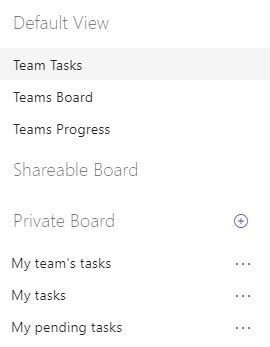 Default View
Team Tasks
Teams Board
Teams Progress
Shareable Board
Private Board
My team's tasks
My tasks
My pending tasks